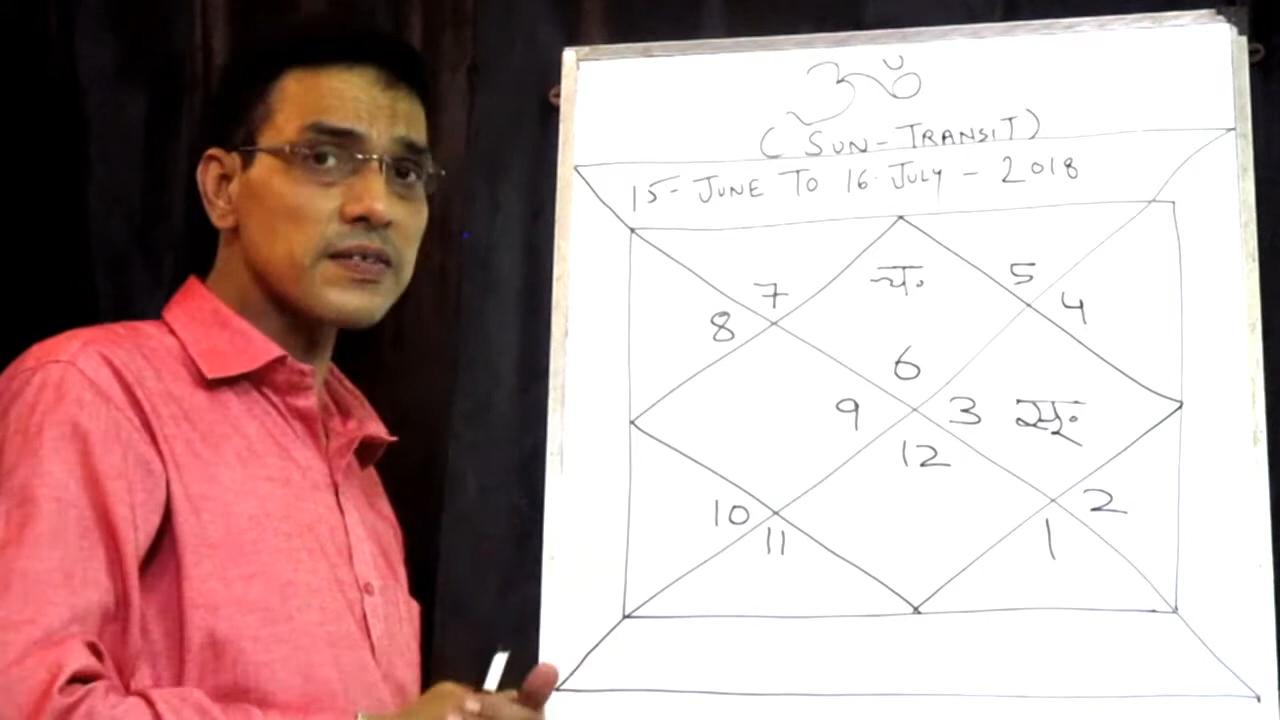 ॐ
(SUN-TRANSIT)
15-JUNE TO 16 JULY - 2018
7 च. 5
8 4
6
9 3 सू.
12
10 2
11 1